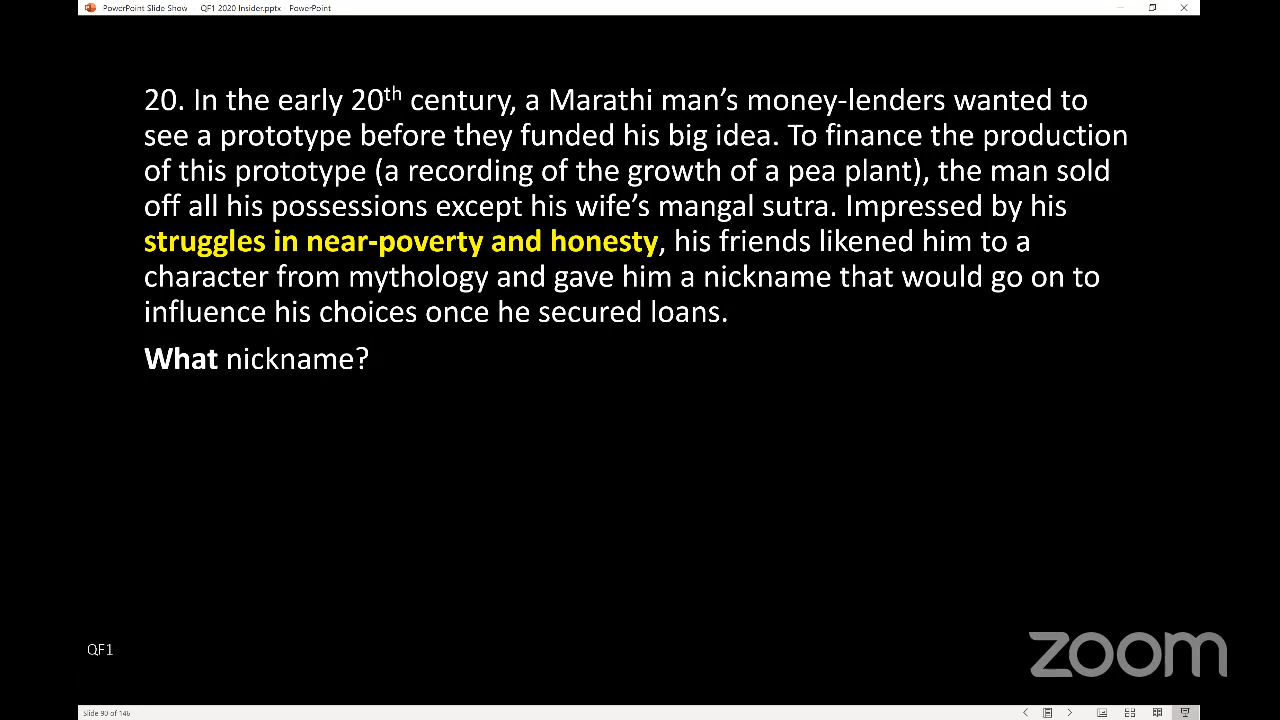 PowerPoint Slide Show    QF1 2020 Insider.pptx  -  PowerPoint
20. In the early 20th century, a Marathi man's money-lenders wanted to
see a prototype before they funded his big idea. To finance the production
of this prototype (a recording of the growth of a pea plant), the man sold
off all his possessions except his wife's mangal sutra. Impressed by his
struggles in near-poverty and honesty, his friends likened him to a
character from mythology and gave him a nickname that would go on to
influence his choices once he secured loans.
What nickname?
QF1
zoom
Slide 90 of 146